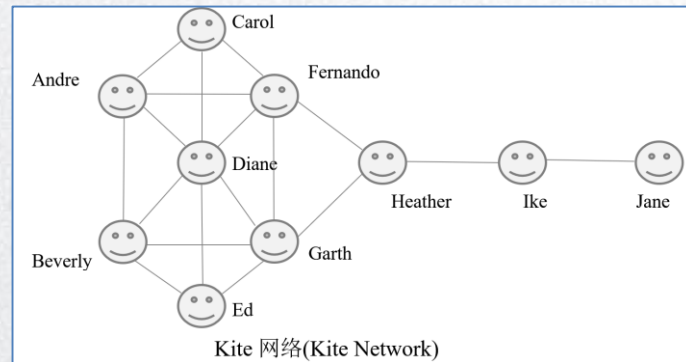 Carol
Andre
Fernando
Diane
Heather
Ike
Jane
Beverly
Garth
Ed
Kite 网络(Kite Network)